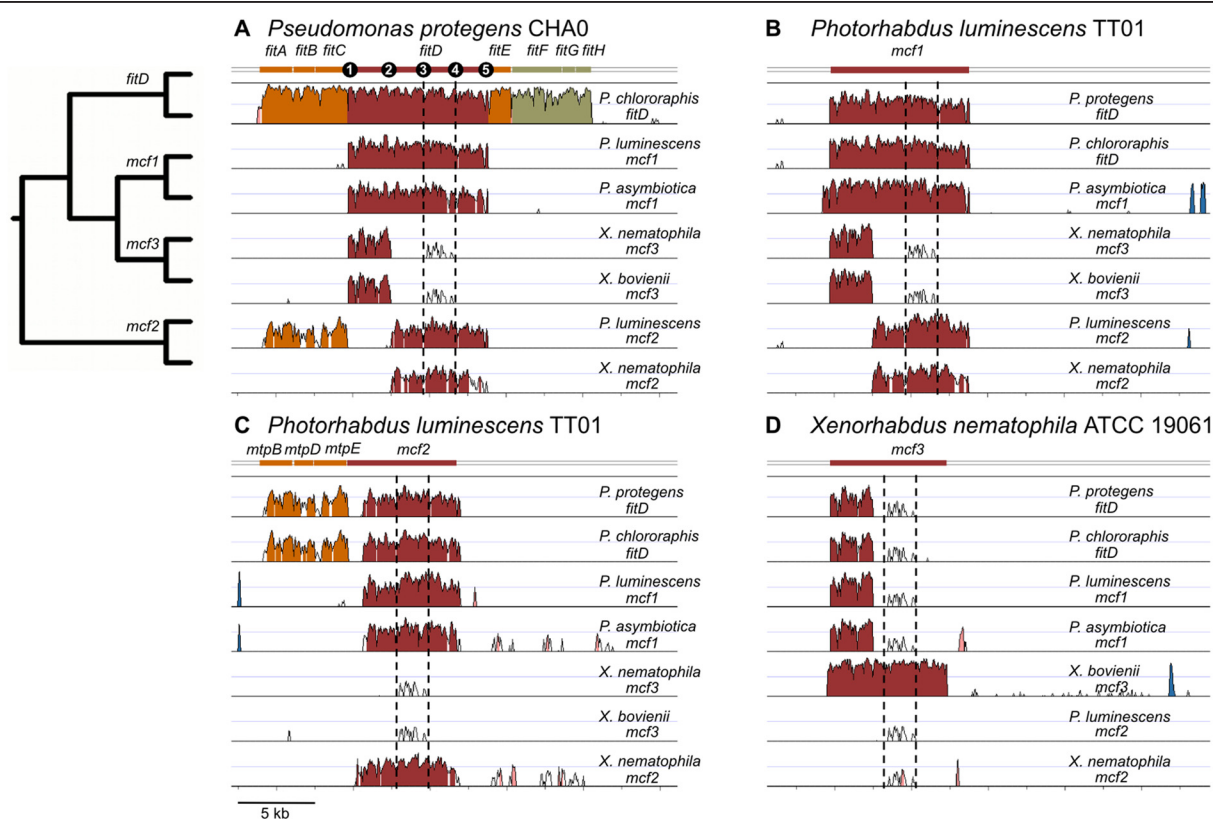 A Pseudomonas protegens CHA0
fitA fitB fitC fitD fitE fitF fitG fitH
1 2 3 4 5
P. chlororaphis
fitD
P. luminescens
mcf1
P. asymbiotica
mcf1
X. nematophila
mcf3
X. bovienii
mcf3
P. luminescens
mcf2
X. nematophila
mcf2
fitD
mcf1
mcf3
mcf2
B Photorhabdus luminescens TT01
mcf1
P. protegens
fitD
P. chlororaphis
fitD
P. asymbiotica
mcf1
X. nematophila
mcf3
X. bovienii
mcf3
P. luminescens
mcf2
X. nematophila
mcf2
C Photorhabdus luminescens TT01
mtpB mtpD mtpE mcf2
P. protegens
fitD
P. chlororaphis
fitD
P. luminescens
mcf1
P. asymbiotica
mcf1
X. nematophila
mcf3
X. bovienii
mcf3
X. nematophila
mcf2
5 kb
D Xenorhabdus nematophila ATCC 19061
mcf3
P. protegens
fitD
P. chlororaphis
fitD
P. luminescens
mcf1
P. asymbiotica
mcf1
X. bovienii
mcf3
P. luminescens
mcf2
X. nematophila
mcf2